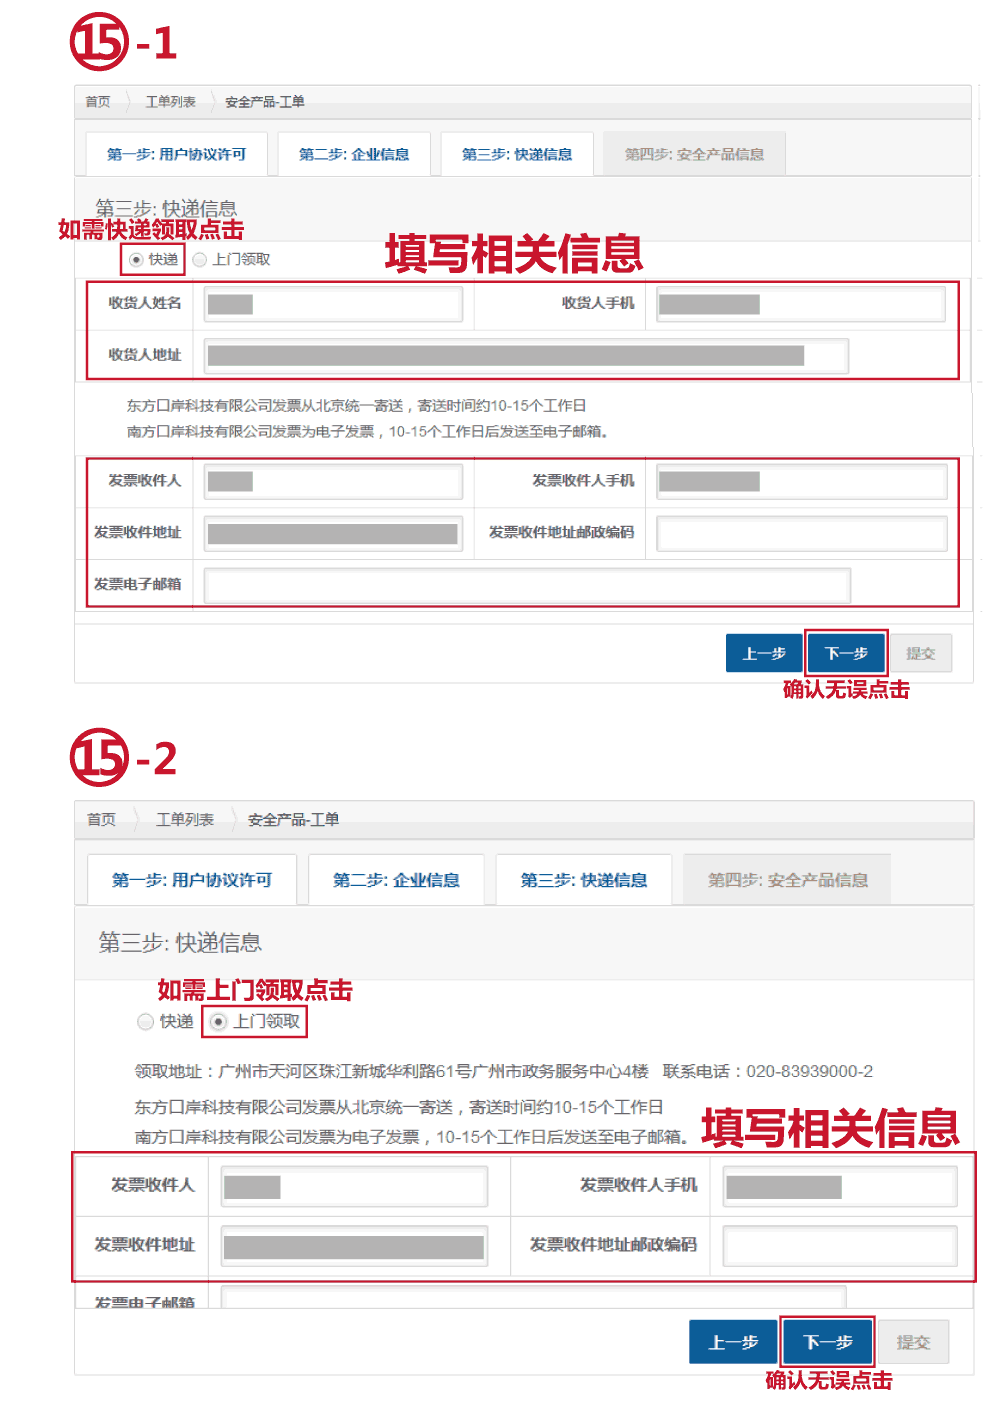 ⑮-1
首页 工单列表 安全产品-工单
第一步: 用户协议许可 第二步: 企业信息 第三步: 快递信息 第四步: 安全产品信息
第三步: 快递信息
如需快递领取点击
填写相关信息
快递 上门领取
收货人姓名 收货人手机
收货人地址
东方口岸科技有限公司发票从北京统一寄送，寄送时间约10-15个工作日
南方口岸科技有限公司发票为电子发票，10-15个工作日后发送至电子邮箱。
发票收件人 发票收件人手机
发票收件地址 发票收件地址邮政编码
发票电子邮箱
上一步 下一步 提交
确认无误点击
⑮-2
首页 工单列表 安全产品-工单
第一步: 用户协议许可 第二步: 企业信息 第三步: 快递信息 第四步: 安全产品信息
第三步: 快递信息
如需上门领取点击
快递 上门领取
领取地址：广州市天河区珠江新城华利路61号广州市政务服务中心4楼 联系电话：020-83939000-2
东方口岸科技有限公司发票从北京统一寄送，寄送时间约10-15个工作日
南方口岸科技有限公司发票为电子发票，10-15个工作日后发送至电子邮箱。
填写相关信息
发票收件人 发票收件人手机
发票收件地址 发票收件地址邮政编码
发票电子邮箱
上一步 下一步 提交
确认无误点击